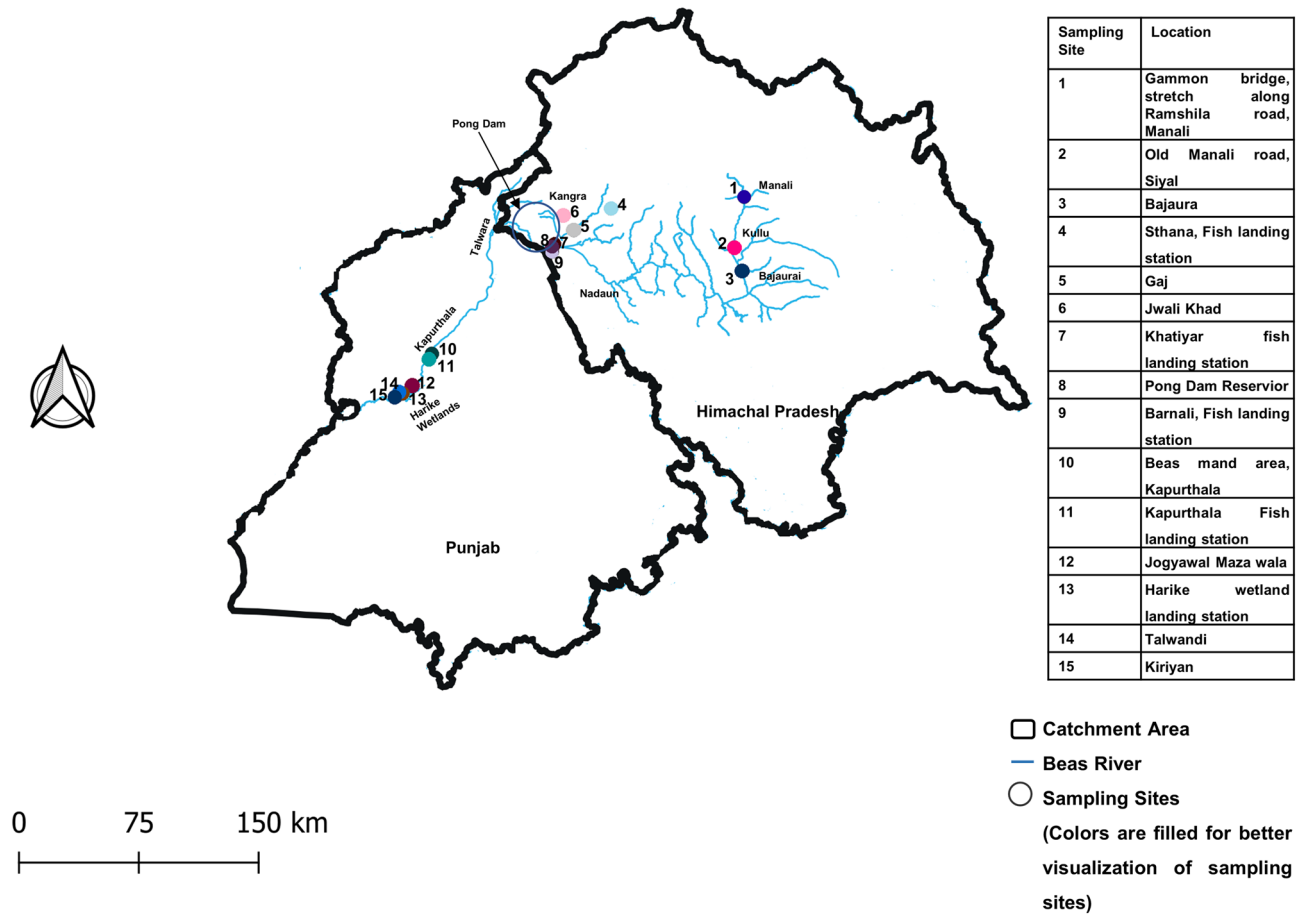 Pong Dam
Kangra
Talwara
Nadaun
1
Manali
2
Kullu
3
Bajaurai
4
5
6
7
8
9
Kapurthala
10
11
12
13
14
15
Harike
Wetlands
Himachal Pradesh
Punjab
Sampling
Site
Location
1
Gammon bridge,
stretch along
Ramshila road,
Manali
2
Old Manali road,
Siyal
3
Bajaura
4
Sthana, Fish landing
station
5
Gaj
6
Jwali Khad
7
Khatiyar fish
landing station
8
Pong Dam Reservior
9
Barnali, Fish landing
station
10
Beas mand area,
Kapurthala
11
Kapurthala Fish
landing station
12
Jogyawal Maza wala
13
Harike wetland
landing station
14
Talwandi
15
Kiriyan
Catchment Area
Beas River
Sampling Sites
(Colors are filled for better
visualization of sampling
sites)
0 75 150 km